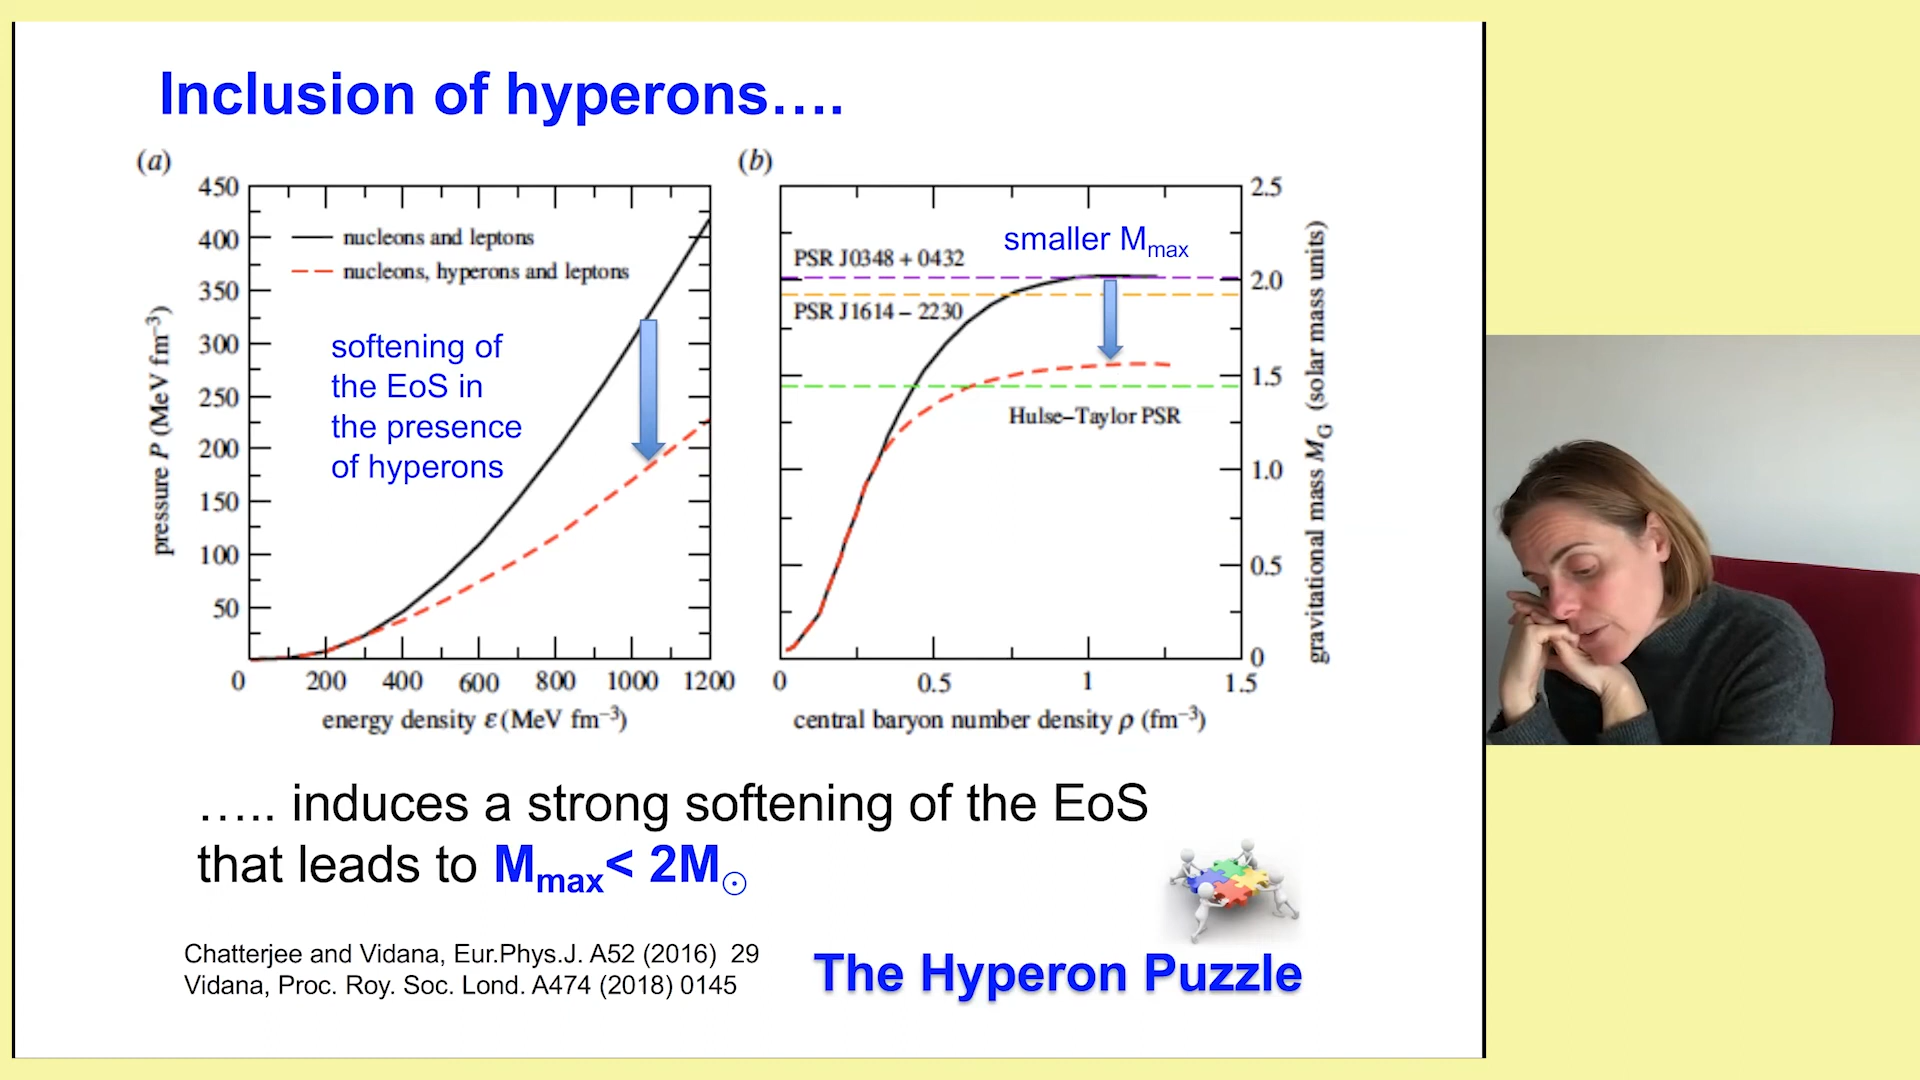 Inclusion of hyperons….
(a)
450
400
350
300
250
200
150
100
50
0
200
400
600
800
1000
1200
pressure P (MeV fm−3)
energy density ε (MeV fm−3)
nucleons and leptons
nucleons, hyperons and leptons
softening of
the EoS in
the presence
of hyperons
(b)
2.5
2.0
1.5
1.0
0.5
0
0
0.5
1
1.5
gravitational mass MG (solar mass units)
central baryon number density ρ (fm−3)
PSR J0348 + 0432
smaller Mmax
PSR J1614 – 2230
Hulse–Taylor PSR
….. induces a strong softening of the EoS
that leads to Mmax< 2M☉
Chatterjee and Vidana, Eur.Phys.J. A52 (2016) 29
Vidana, Proc. Roy. Soc. Lond. A474 (2018) 0145
The Hyperon Puzzle